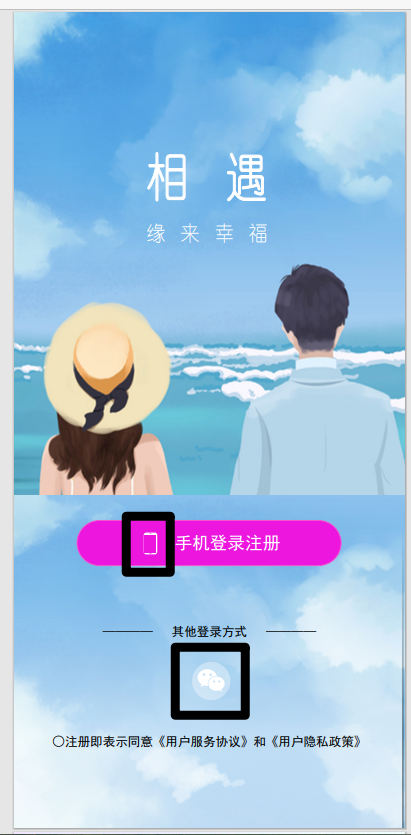 相遇
缘来幸福
手机登录注册
其他登录方式
注册即表示同意《用户服务协议》和《用户隐私政策》